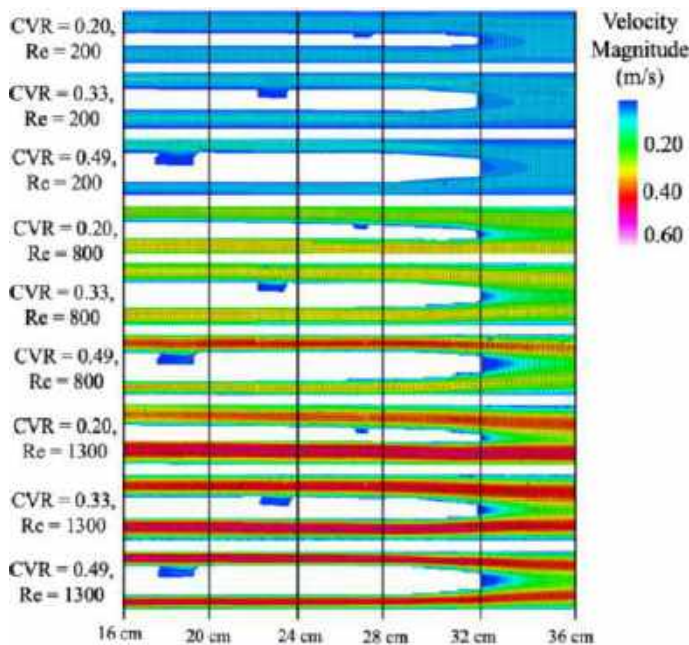 CVR = 0.20,
Re = 200
CVR = 0.33,
Re = 200
CVR = 0.49,
Re = 200
CVR = 0.20,
Re = 800
CVR = 0.33,
Re = 800
CVR = 0.49,
Re = 800
CVR = 0.20,
Re = 1300
CVR = 0.33,
Re = 1300
CVR = 0.49,
Re = 1300
16 cm 20 cm 24 cm 28 cm 32 cm 36 cm
Velocity
Magnitude
(m/s)
0.20
0.40
0.60